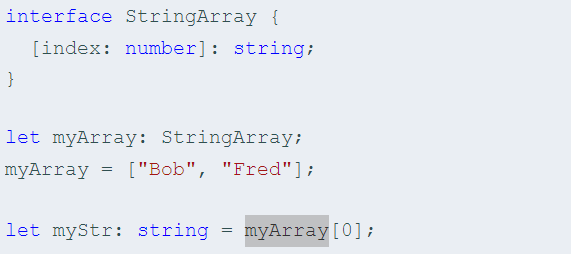 interface StringArray {
  [index: number]: string;
}

let myArray: StringArray;
myArray = ["Bob", "Fred"];

let myStr: string = myArray[0];